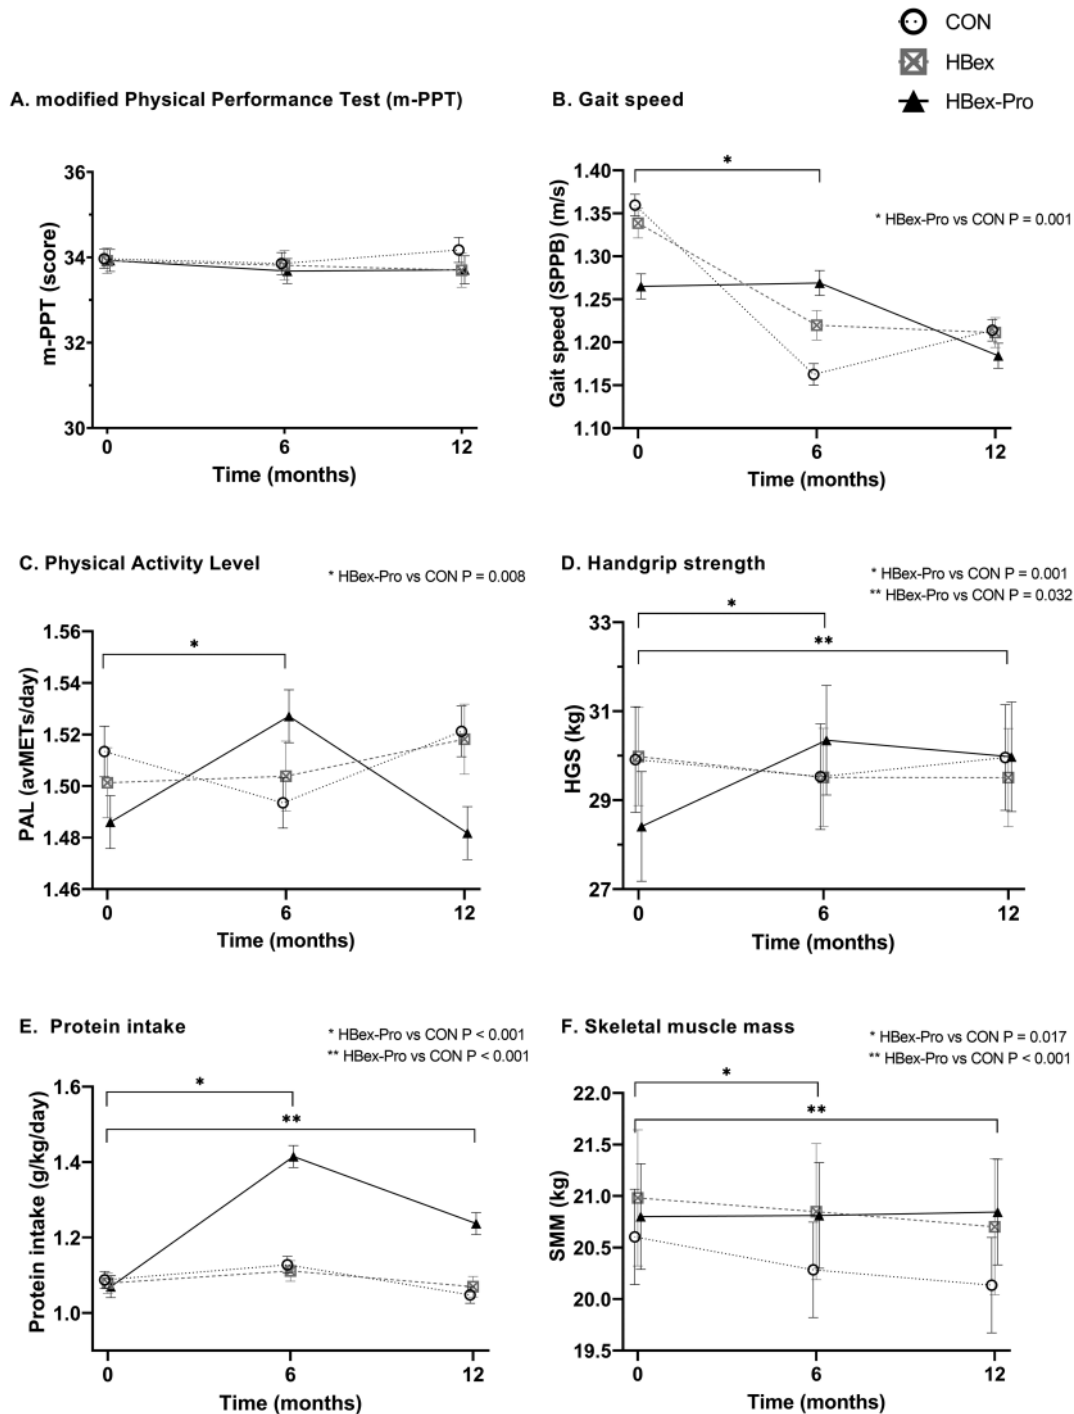 CON
HBex
HBex-Pro
A. modified Physical Performance Test (m-PPT)
m-PPT (score)
36
34
32
30
0
6
12
Time (months)
B. Gait speed
* HBex-Pro vs CON P = 0.001
*
Gait speed (SPPB) (m/s)
1.40
1.35
1.30
1.25
1.20
1.15
1.10
0
6
12
Time (months)
C. Physical Activity Level
* HBex-Pro vs CON P = 0.008
*
PAL (avMETs/day)
1.56
1.54
1.52
1.50
1.48
1.46
0
6
12
Time (months)
D. Handgrip strength
* HBex-Pro vs CON P = 0.001
** HBex-Pro vs CON P = 0.032
*
**
HGS (kg)
33
31
29
27
0
6
12
Time (months)
E. Protein intake
* HBex-Pro vs CON P < 0.001
** HBex-Pro vs CON P < 0.001
*
**
Protein intake (g/kg/day)
1.6
1.4
1.2
1.0
0
6
12
Time (months)
F. Skeletal muscle mass
* HBex-Pro vs CON P = 0.017
** HBex-Pro vs CON P < 0.001
*
**
SMM (kg)
22.0
21.5
21.0
20.5
20.0
19.5
0
6
12
Time (months)